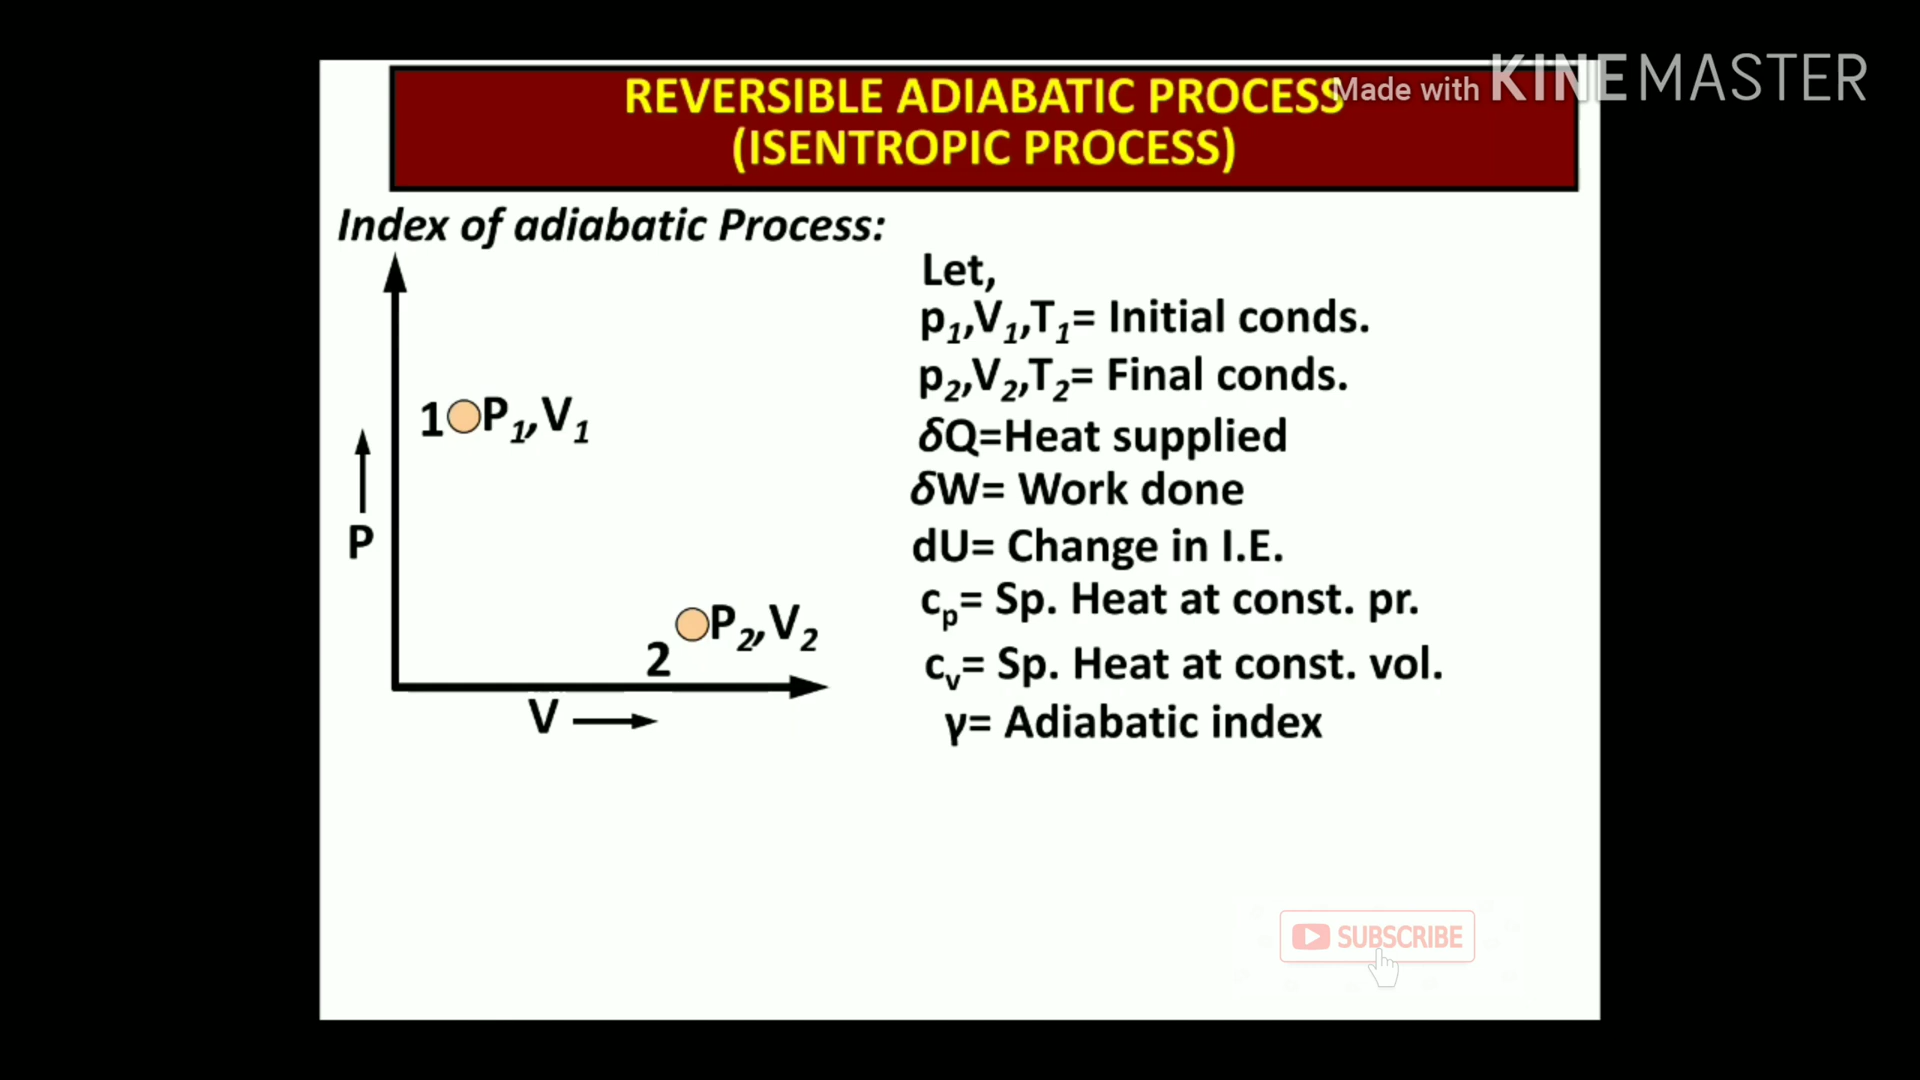 Made with KINEMASTER
REVERSIBLE ADIABATIC PROCESS
(ISENTROPIC PROCESS)
Index of adiabatic Process:
Let,
p₁,V₁,T₁= Initial conds.
p₂,V₂,T₂= Final conds.
δQ=Heat supplied
δW= Work done
dU= Change in I.E.
cₚ= Sp. Heat at const. pr.
cᵥ= Sp. Heat at const. vol.
γ= Adiabatic index
1 P₁,V₁
P
2 P₂,V₂
V
SUBSCRIBE